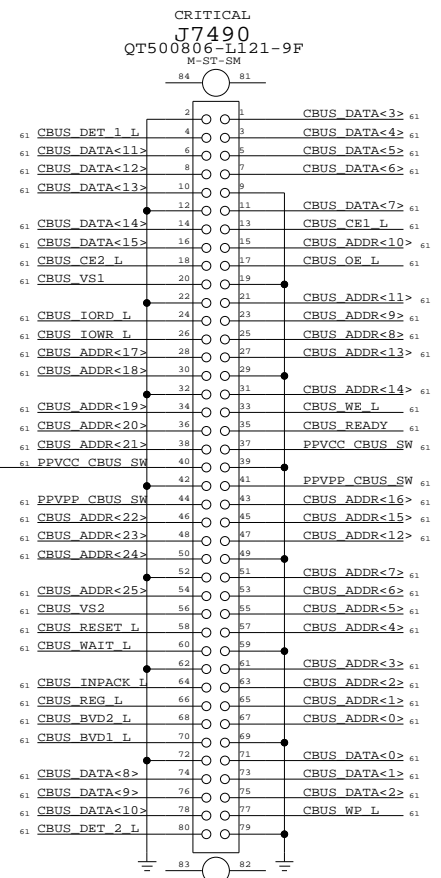 CRITICAL
J7490
QT500806-L121-9F
M-ST-SM
84 81
2 1 CBUS_DATA<3> 61
61 CBUS_DET_1_L 4 3 CBUS_DATA<4> 61
61 CBUS_DATA<11> 6 5 CBUS_DATA<5> 61
61 CBUS_DATA<12> 8 7 CBUS_DATA<6> 61
61 CBUS_DATA<13> 10 9
12 11 CBUS_DATA<7> 61
61 CBUS_DATA<14> 14 13 CBUS_CE1_L 61
61 CBUS_DATA<15> 16 15 CBUS_ADDR<10> 61
61 CBUS_CE2_L 18 17 CBUS_OE_L 61
61 CBUS_VS1 20 19
22 21 CBUS_ADDR<11> 61
61 CBUS_IORD_L 24 23 CBUS_ADDR<9> 61
61 CBUS_IOWR_L 26 25 CBUS_ADDR<8> 61
61 CBUS_ADDR<17> 28 27 CBUS_ADDR<13> 61
61 CBUS_ADDR<18> 30 29
32 31 CBUS_ADDR<14> 61
61 CBUS_ADDR<19> 34 33 CBUS_WE_L 61
61 CBUS_ADDR<20> 36 35 CBUS_READY 61
61 CBUS_ADDR<21> 38 37 PPVCC_CBUS_SW 61
61 PPVCC_CBUS_SW 40 39
42 41 PPVPP_CBUS_SW 61
61 PPVPP_CBUS_SW 44 43 CBUS_ADDR<16> 61
61 CBUS_ADDR<22> 46 45 CBUS_ADDR<15> 61
61 CBUS_ADDR<23> 48 47 CBUS_ADDR<12> 61
61 CBUS_ADDR<24> 50 49
52 51 CBUS_ADDR<7> 61
61 CBUS_ADDR<25> 54 53 CBUS_ADDR<6> 61
61 CBUS_VS2 56 55 CBUS_ADDR<5> 61
61 CBUS_RESET_L 58 57 CBUS_ADDR<4> 61
61 CBUS_WAIT_L 60 59
62 61 CBUS_ADDR<3> 61
61 CBUS_INPACK_L 64 63 CBUS_ADDR<2> 61
61 CBUS_REG_L 66 65 CBUS_ADDR<1> 61
61 CBUS_BVD2_L 68 67 CBUS_ADDR<0> 61
61 CBUS_BVD1_L 70 69
72 71 CBUS_DATA<0> 61
61 CBUS_DATA<8> 74 73 CBUS_DATA<1> 61
61 CBUS_DATA<9> 76 75 CBUS_DATA<2> 61
61 CBUS_DATA<10> 78 77 CBUS_WP_L 61
61 CBUS_DET_2_L 80 79
83 82